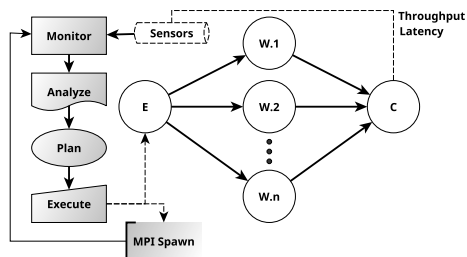 Monitor
Sensors
Throughput
Latency
W.1
Analyze
E
W.2
C
Plan
W.n
Execute
MPI Spawn